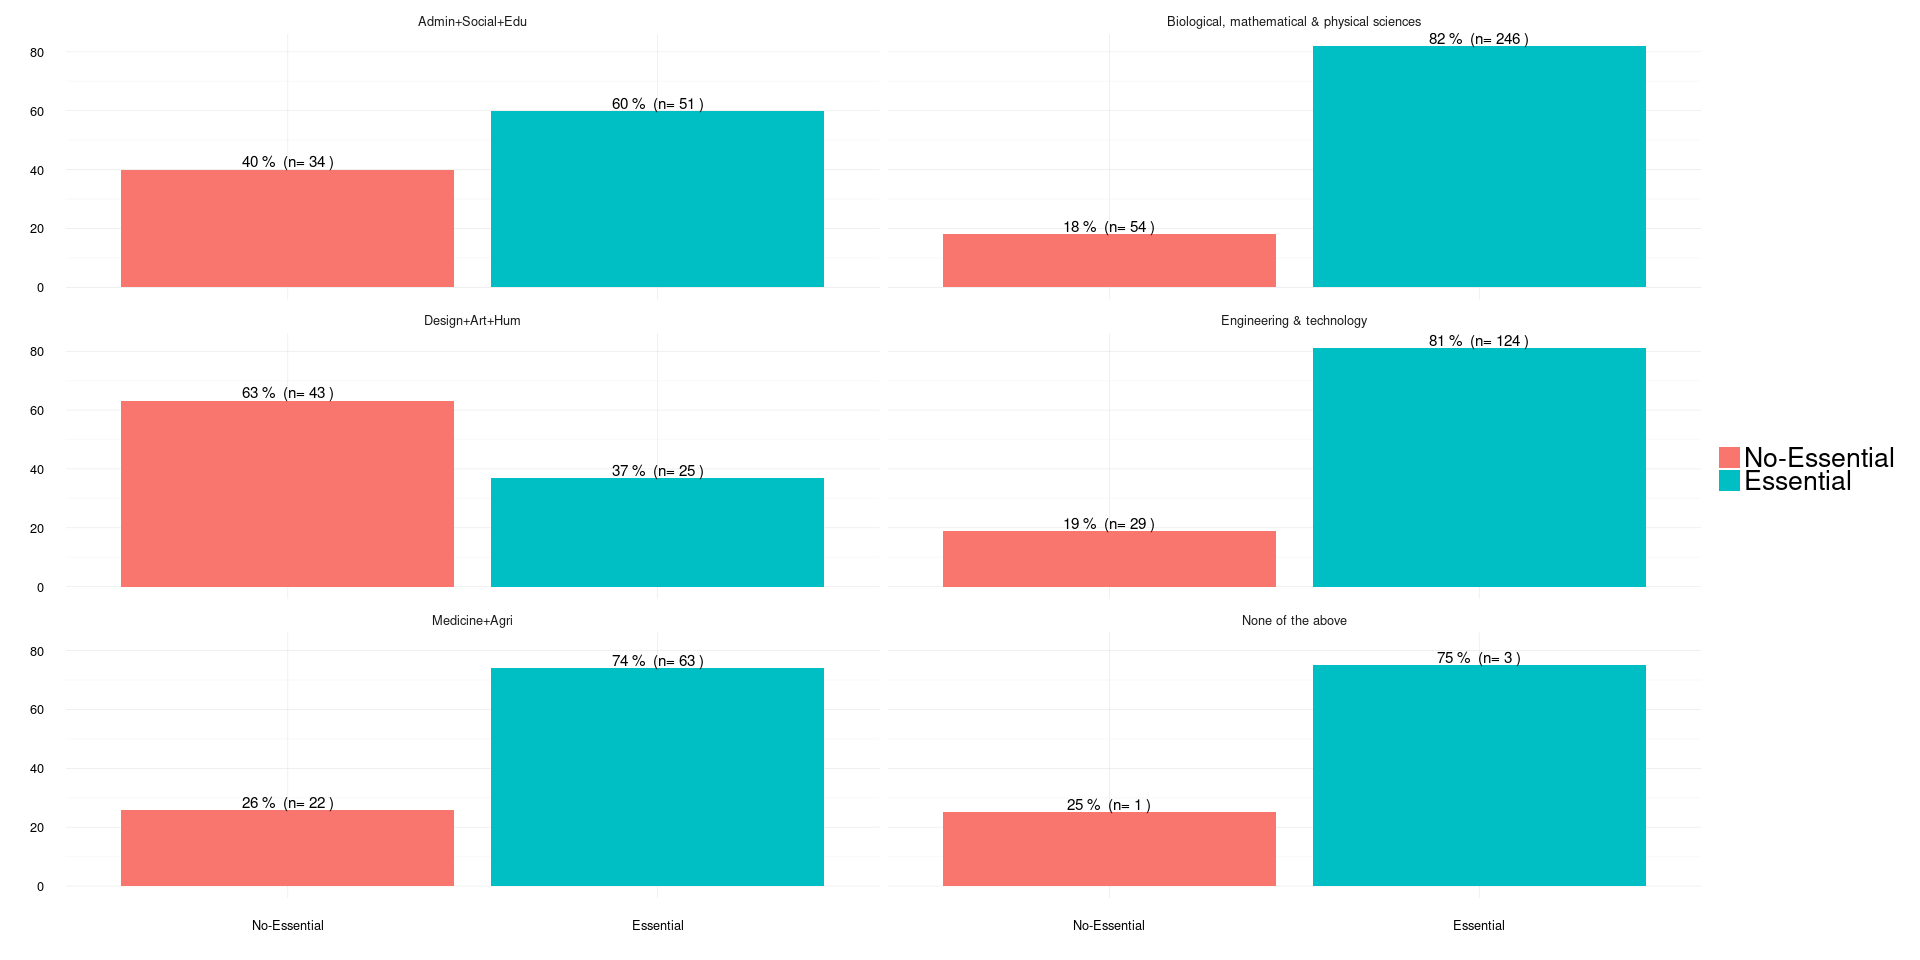 Admin+Social+Edu
80
60
40
20
0
40 % (n= 34 )
60 % (n= 51 )
Biological, mathematical & physical sciences
18 % (n= 54 )
82 % (n= 246 )
Design+Art+Hum
80
60
40
20
0
63 % (n= 43 )
37 % (n= 25 )
Engineering & technology
19 % (n= 29 )
81 % (n= 124 )
Medicine+Agri
80
60
40
20
0
26 % (n= 22 )
74 % (n= 63 )
None of the above
25 % (n= 1 )
75 % (n= 3 )
No-Essential
Essential
No-Essential
Essential
No-Essential
Essential